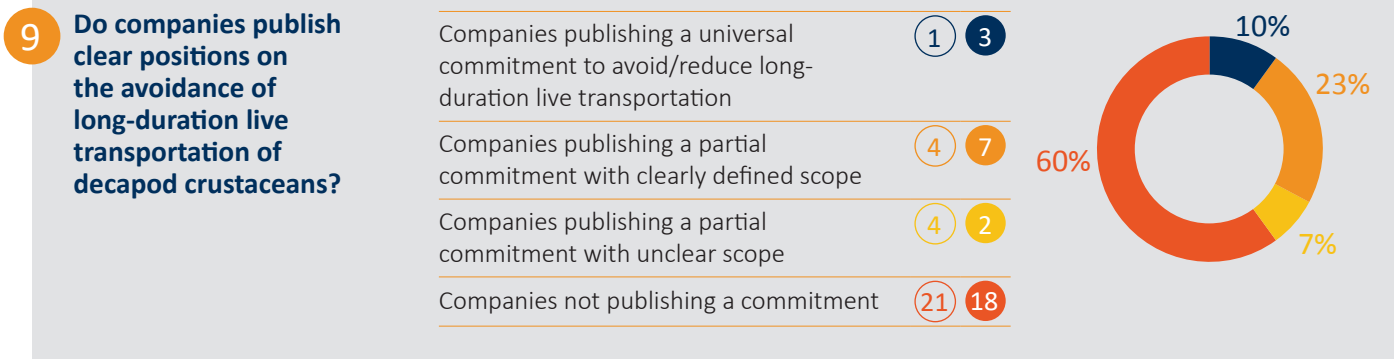 9
Do companies publish
clear positions on
the avoidance of
long-duration live
transportation of
decapod crustaceans?
Companies publishing a universal
commitment to avoid/reduce long-
duration live transportation
1 3
Companies publishing a partial
commitment with clearly defined scope
4 7
Companies publishing a partial
commitment with unclear scope
4 2
Companies not publishing a commitment
21 18
10%
23%
60%
7%